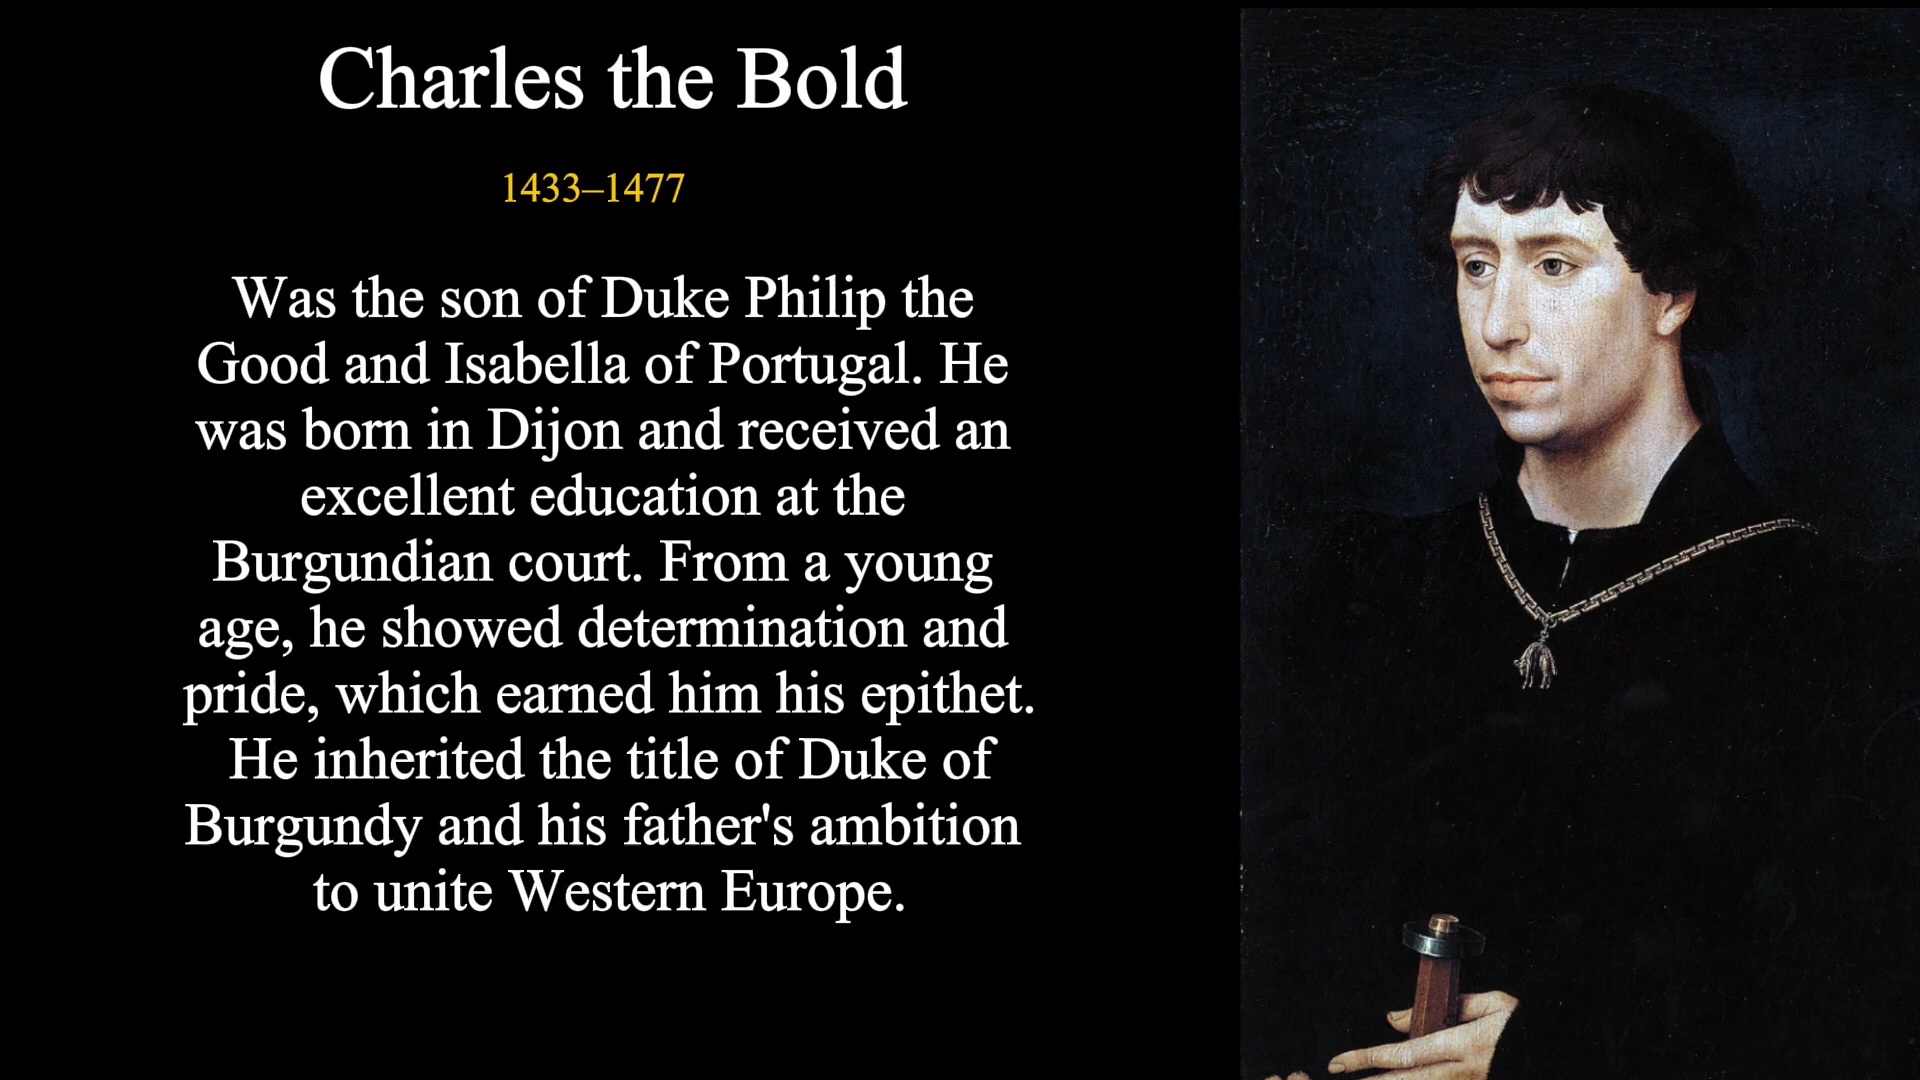 Charles the Bold
1433–1477
Was the son of Duke Philip the
Good and Isabella of Portugal. He
was born in Dijon and received an
excellent education at the
Burgundian court. From a young
age, he showed determination and
pride, which earned him his epithet.
He inherited the title of Duke of
Burgundy and his father's ambition
to unite Western Europe.